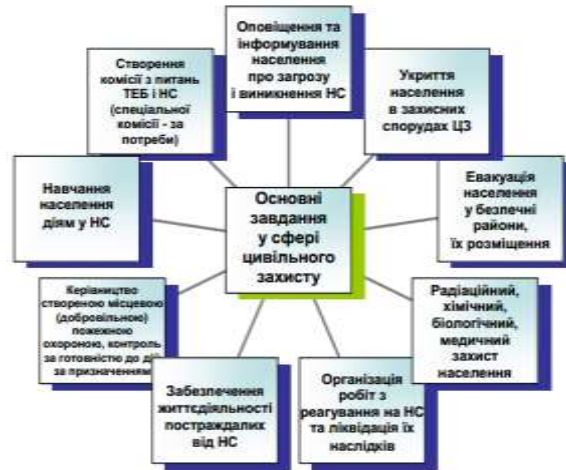 Оповіщення та
інформування
населення
про загрозу
і виникнення НС
Створення
комісії з питань
ТЕБ і НС
(спеціальної
комісії - за
потреби)
Укриття
населення
в захисних
спорудах ЦЗ
Навчання
населення
діям у НС
Основні
завдання
у сфері
цивільного
захисту
Евакуація
населення
у безпечні
райони,
їх розміщення
Керівництво
створеною місцевою
(добровільною)
пожежною
охороною, контроль
за готовністю до дій
за призначенням
Радіаційний,
хімічний,
біологічний,
медичний
захист
населення
Забезпечення
життєдіяльності
постраждалих
від НС
Організація
робіт з
реагування на НС
та ліквідація їх
наслідків